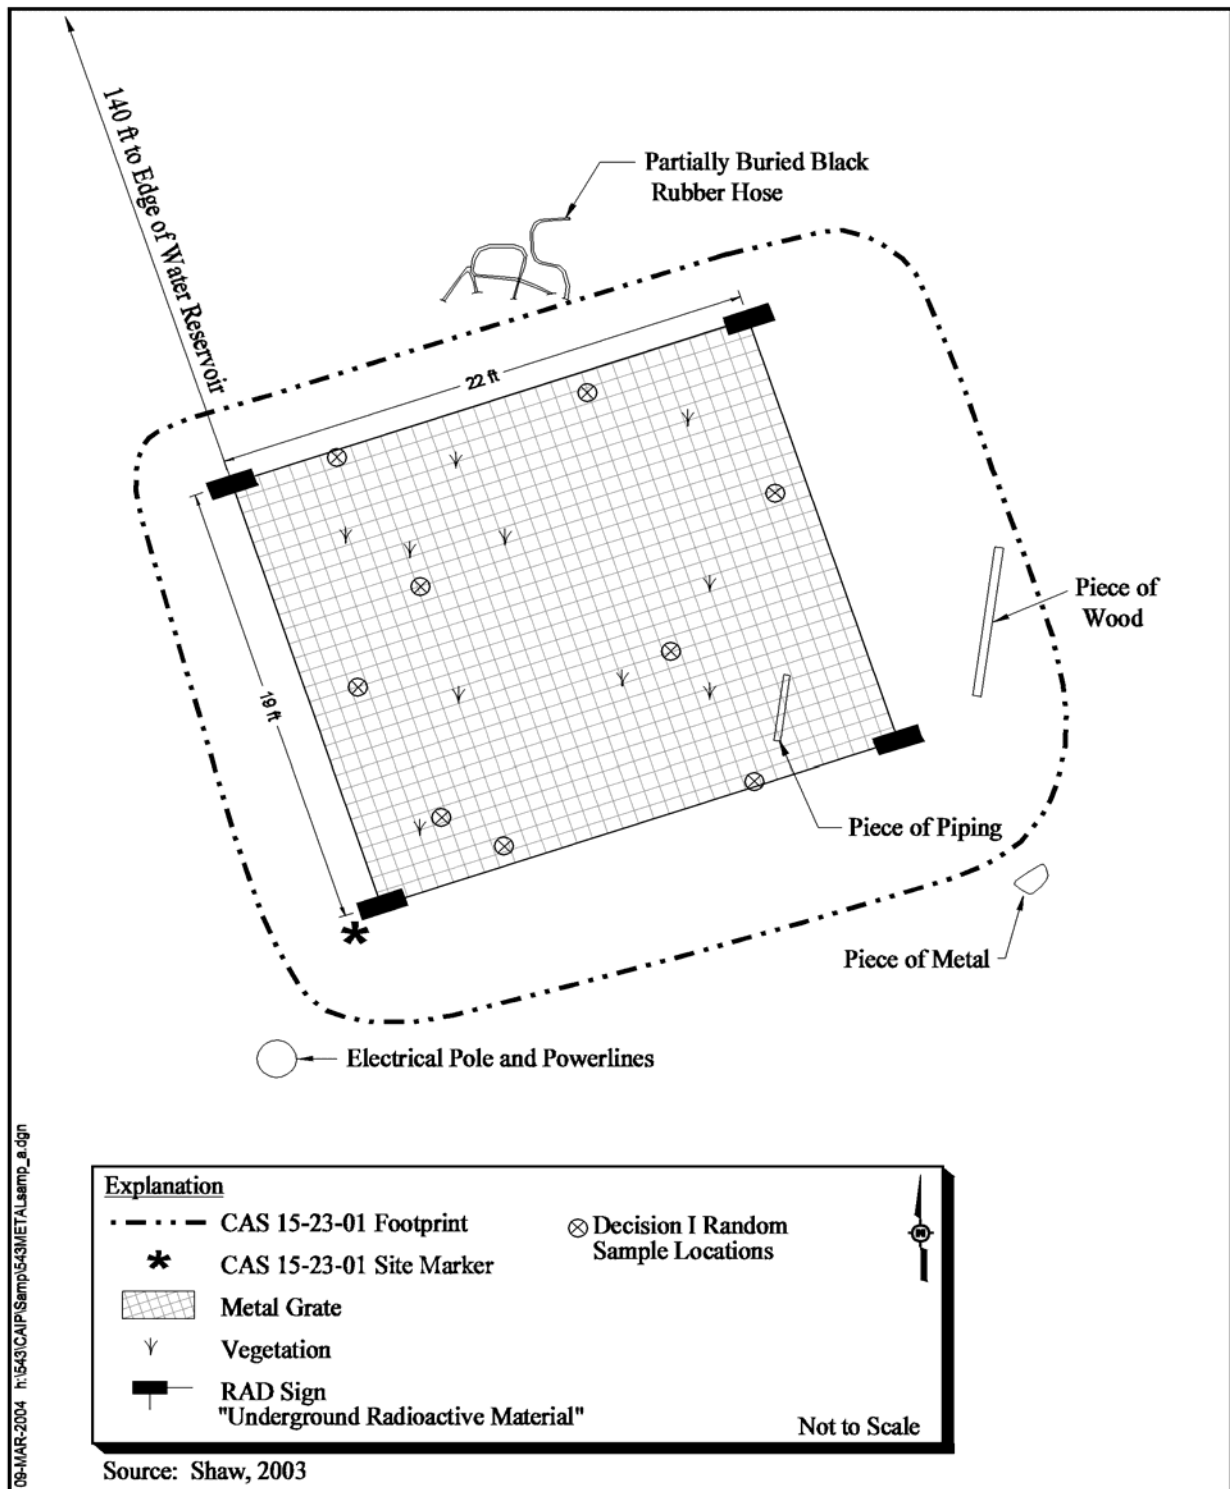 140 ft to Edge of Water Reservoir
Partially Buried Black
Rubber Hose
22 ft
19 ft
Piece of
Wood
Piece of Piping
Piece of Metal
Electrical Pole and Powerlines
Explanation
CAS 15-23-01 Footprint
* CAS 15-23-01 Site Marker
Metal Grate
Vegetation
RAD Sign
"Underground Radioactive Material"
Decision I Random
Sample Locations
N
Not to Scale
Source: Shaw, 2003
09-MAR-2004 h:\543\CAIP\Samp\543METALsamp_a.dgn